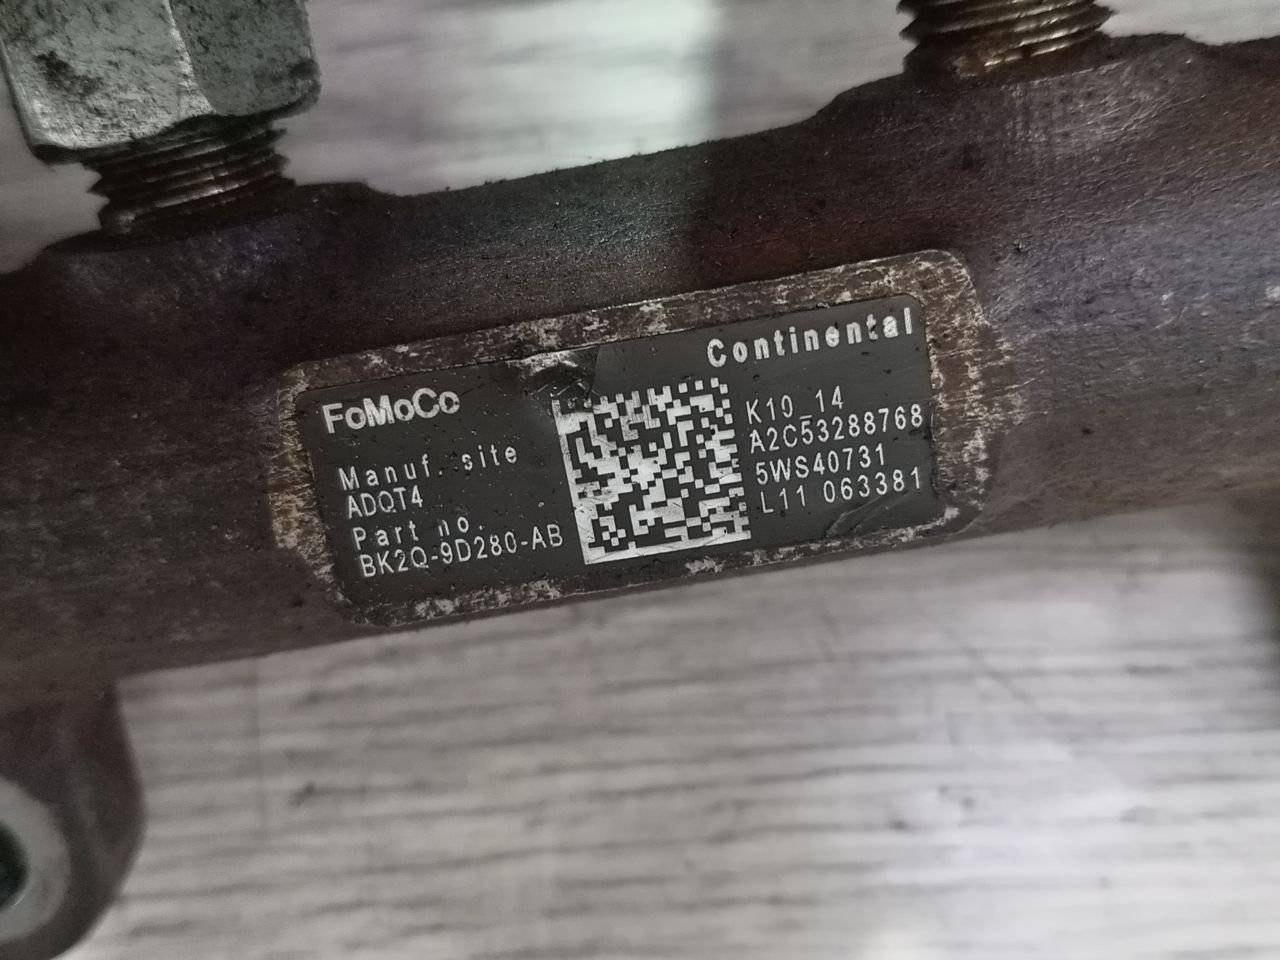 FoMoCo
Manuf. site
ADQT4
Part no.
BK2Q-9D280-AB
Continental
K10_14
A2C53288768
5WS40731
L11 063381